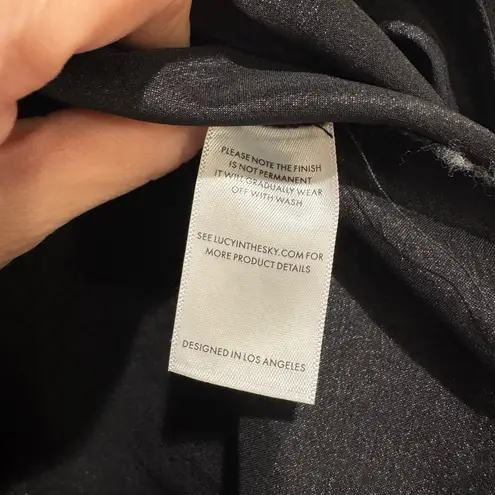 PLEASE NOTE THE FINISH
IS NOT PERMANENT
IT WILL GRADUALLY WEAR
OFF WITH WASH
SEE LUCYINTHESKY.COM FOR
MORE PRODUCT DETAILS
DESIGNED IN LOS ANGELES